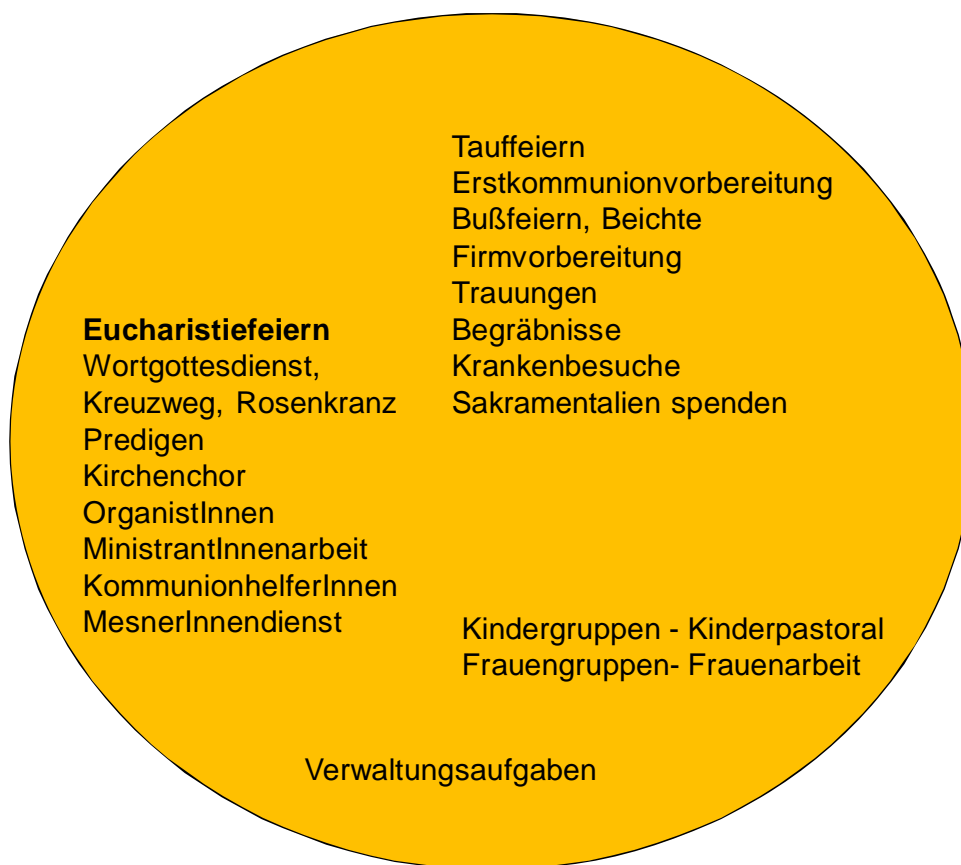 Tauffeiern
Erstkommunionvorbereitung
Bußfeiern, Beichte
Firmvorbereitung
Trauungen
Begräbnisse
Krankenbesuche
Sakramentalien spenden
Eucharistiefeiern
Wortgottesdienst,
Kreuzweg, Rosenkranz
Predigen
Kirchenchor
OrganistInnen
MinistrantInnenarbeit
KommunionhelferInnen
MesnerInnendienst
Kindergruppen - Kinderpastoral
Frauengruppen- Frauenarbeit
Verwaltungsaufgaben